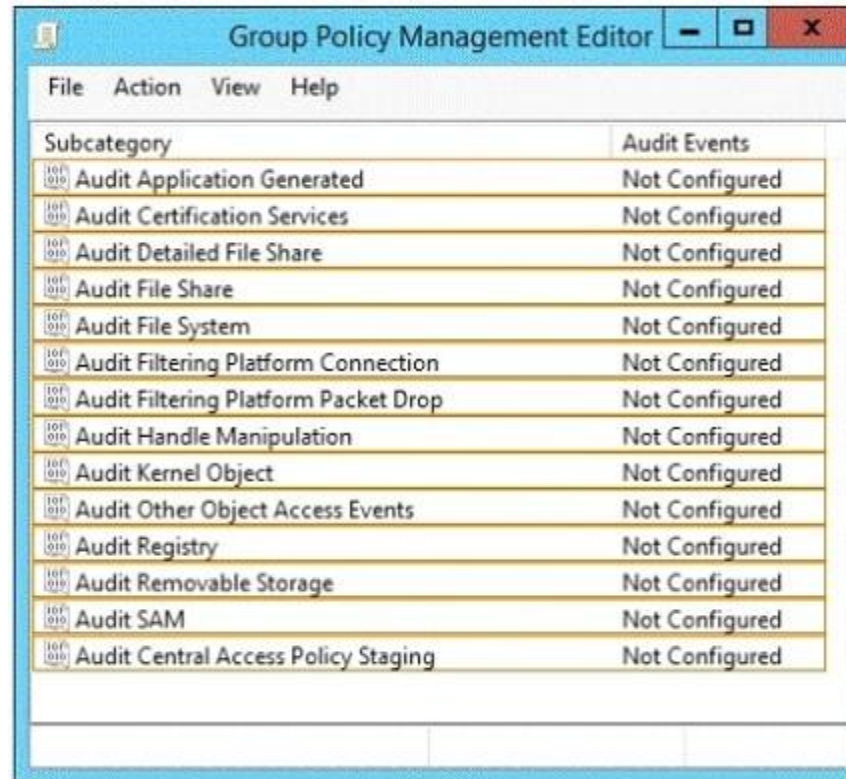 Group Policy Management Editor
File Action View Help
Subcategory Audit Events
Audit Application Generated Not Configured
Audit Certification Services Not Configured
Audit Detailed File Share Not Configured
Audit File Share Not Configured
Audit File System Not Configured
Audit Filtering Platform Connection Not Configured
Audit Filtering Platform Packet Drop Not Configured
Audit Handle Manipulation Not Configured
Audit Kernel Object Not Configured
Audit Other Object Access Events Not Configured
Audit Registry Not Configured
Audit Removable Storage Not Configured
Audit SAM Not Configured
Audit Central Access Policy Staging Not Configured